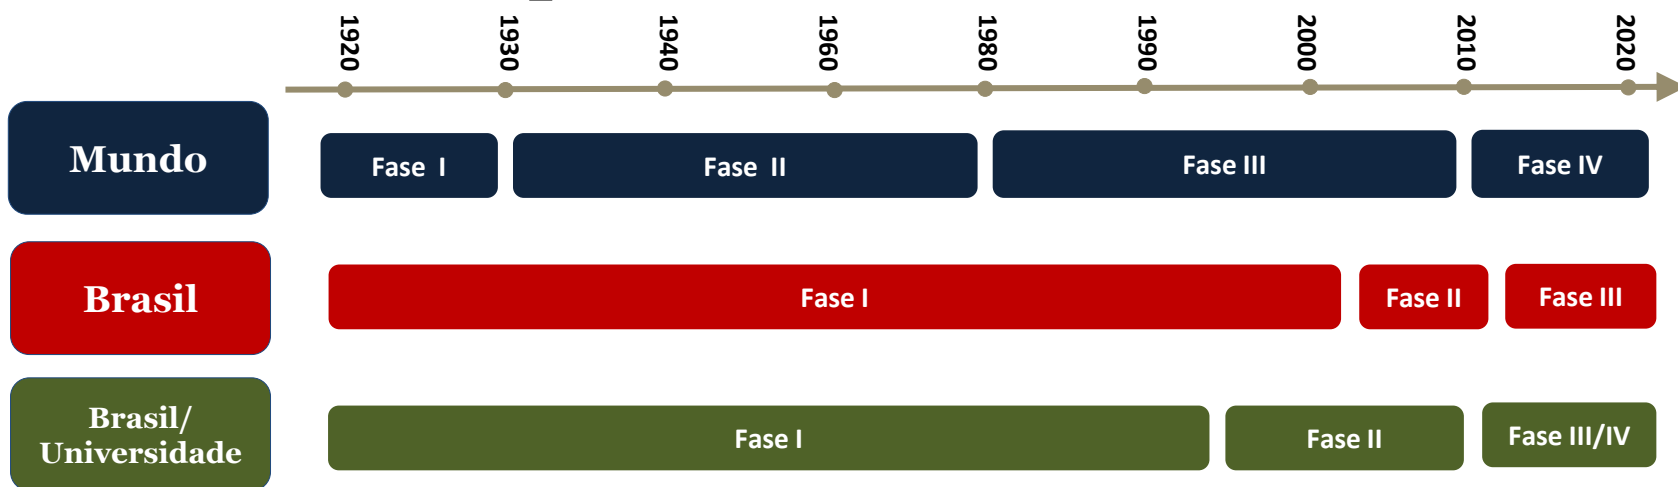 1920 1930 1940 1960 1980 1990 2000 2010 2020
Mundo
Fase I
Fase II
Fase III
Fase IV
Brasil
Fase I
Fase II
Fase III
Brasil/
Universidade
Fase I
Fase II
Fase III/IV